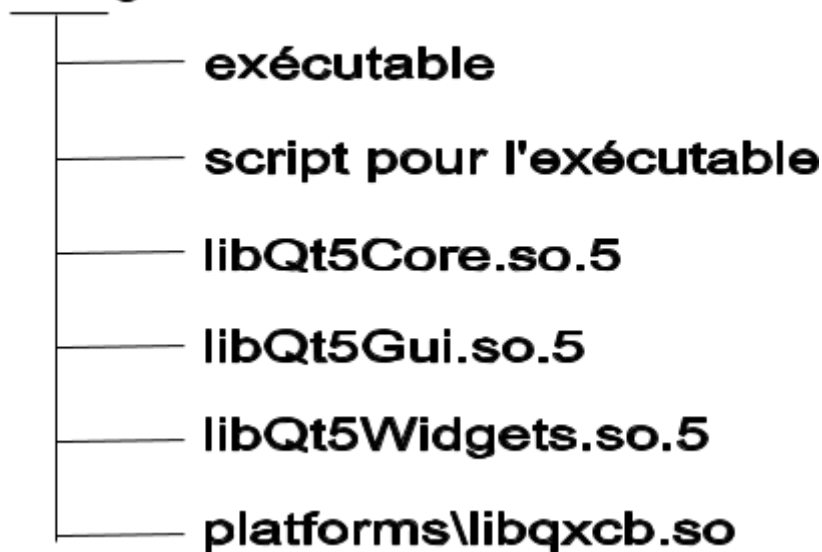 exécutable
script pour l'exécutable
libQt5Core.so.5
libQt5Gui.so.5
libQt5Widgets.so.5
platforms\libqxcb.so